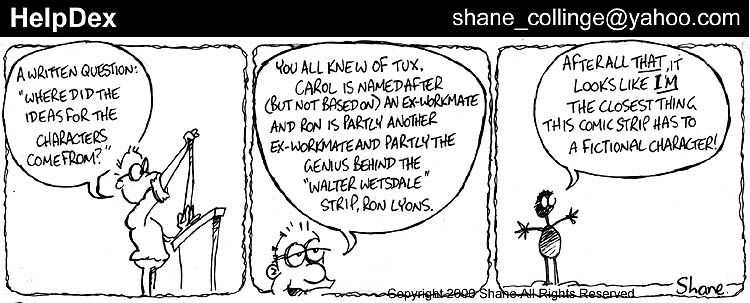 HelpDex
shane_collinge@yahoo.com
A WRITTEN QUESTION:
"WHERE DID THE
IDEAS FOR THE
CHARACTERS
COME FROM?"
YOU ALL KNEW OF TUX.
CAROL IS NAMED AFTER
(BUT NOT BASED ON) AN EX-WORKMATE
AND RON IS PARTLY ANOTHER
EX-WORKMATE AND PARTLY THE
GENIUS BEHIND THE
"WALTER WETSDALE"
STRIP, RON LYONS.
AFTER ALL THAT, IT
LOOKS LIKE I'M
THE CLOSEST THING
THIS COMIC STRIP HAS TO
A FICTIONAL CHARACTER!
Shane
Copyright 2000 Shane All Rights Reserved